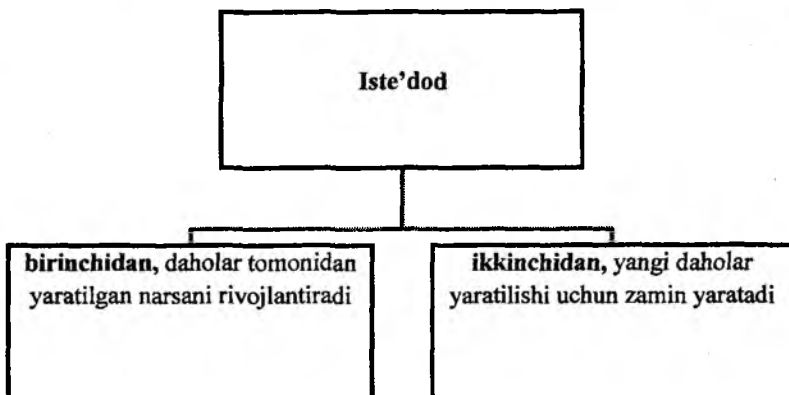 Iste’dod
birinchidan, daholar tomonidan
yaratilgan narsani rivojlantiradi
ikkinchidan, yangi daholar
yaratilishi uchun zamin yaratadi